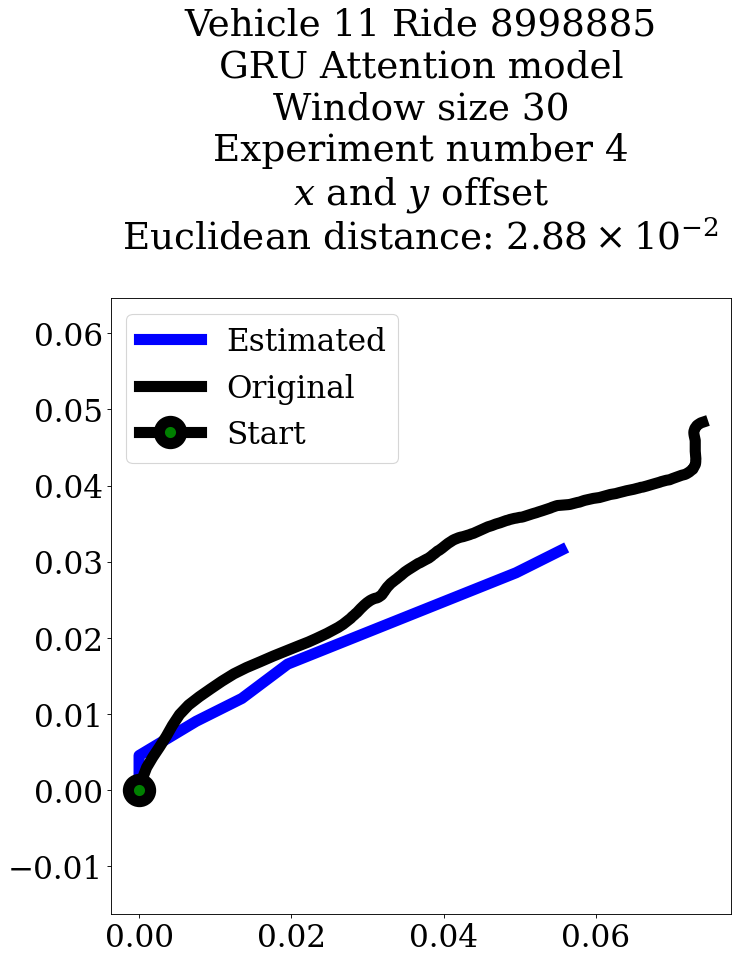 Vehicle 11 Ride 8998885
GRU Attention model
Window size 30
Experiment number 4
x and y offset
Euclidean distance: 2.88 × 10⁻²
Estimated
Original
Start
0.06
0.05
0.04
0.03
0.02
0.01
0.00
−0.01
0.00 0.02 0.04 0.06